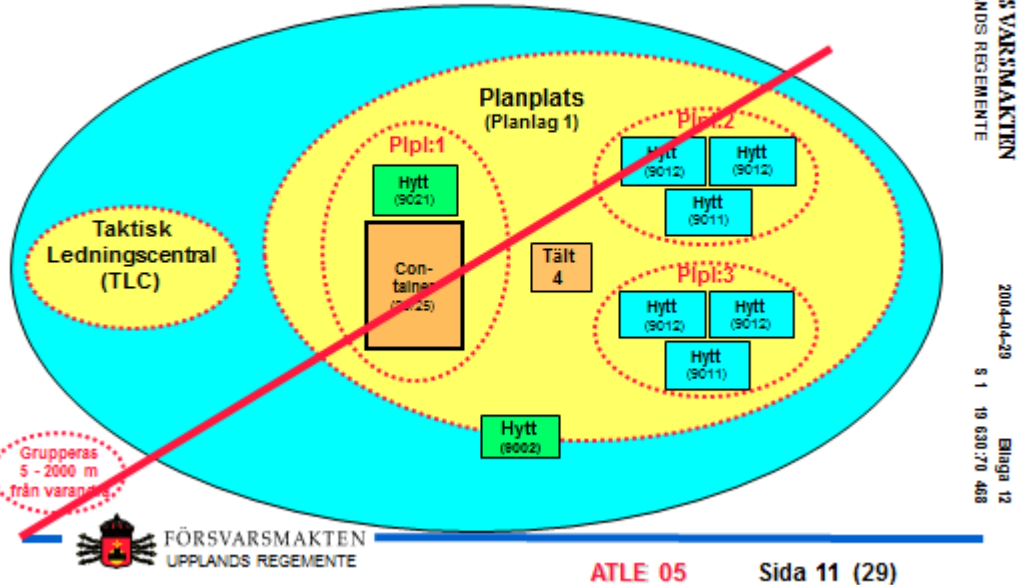 Planplats
(Planlag 1)
Plpl:1
Hytt
(9021)
Con-
tainer
Taktisk
Ledningscentral
(TLC)
Tält
4
Plpl:2
Hytt
(9012)
Hytt
(9012)
Hytt
(9011)
Plpl:3
Hytt
(9012)
Hytt
(9012)
Hytt
(9011)
Hytt
(9002)
Grupperas
5 - 2000 m
från varandra
FÖRSVARSMAKTEN
UPPLANDS REGEMENTE
ATLE 05 Sida 11 (29)
S VARSMAKTEN
NDS REGEMENTE
2004-04-29 Bilaga 12
S 1 19 630:70 468